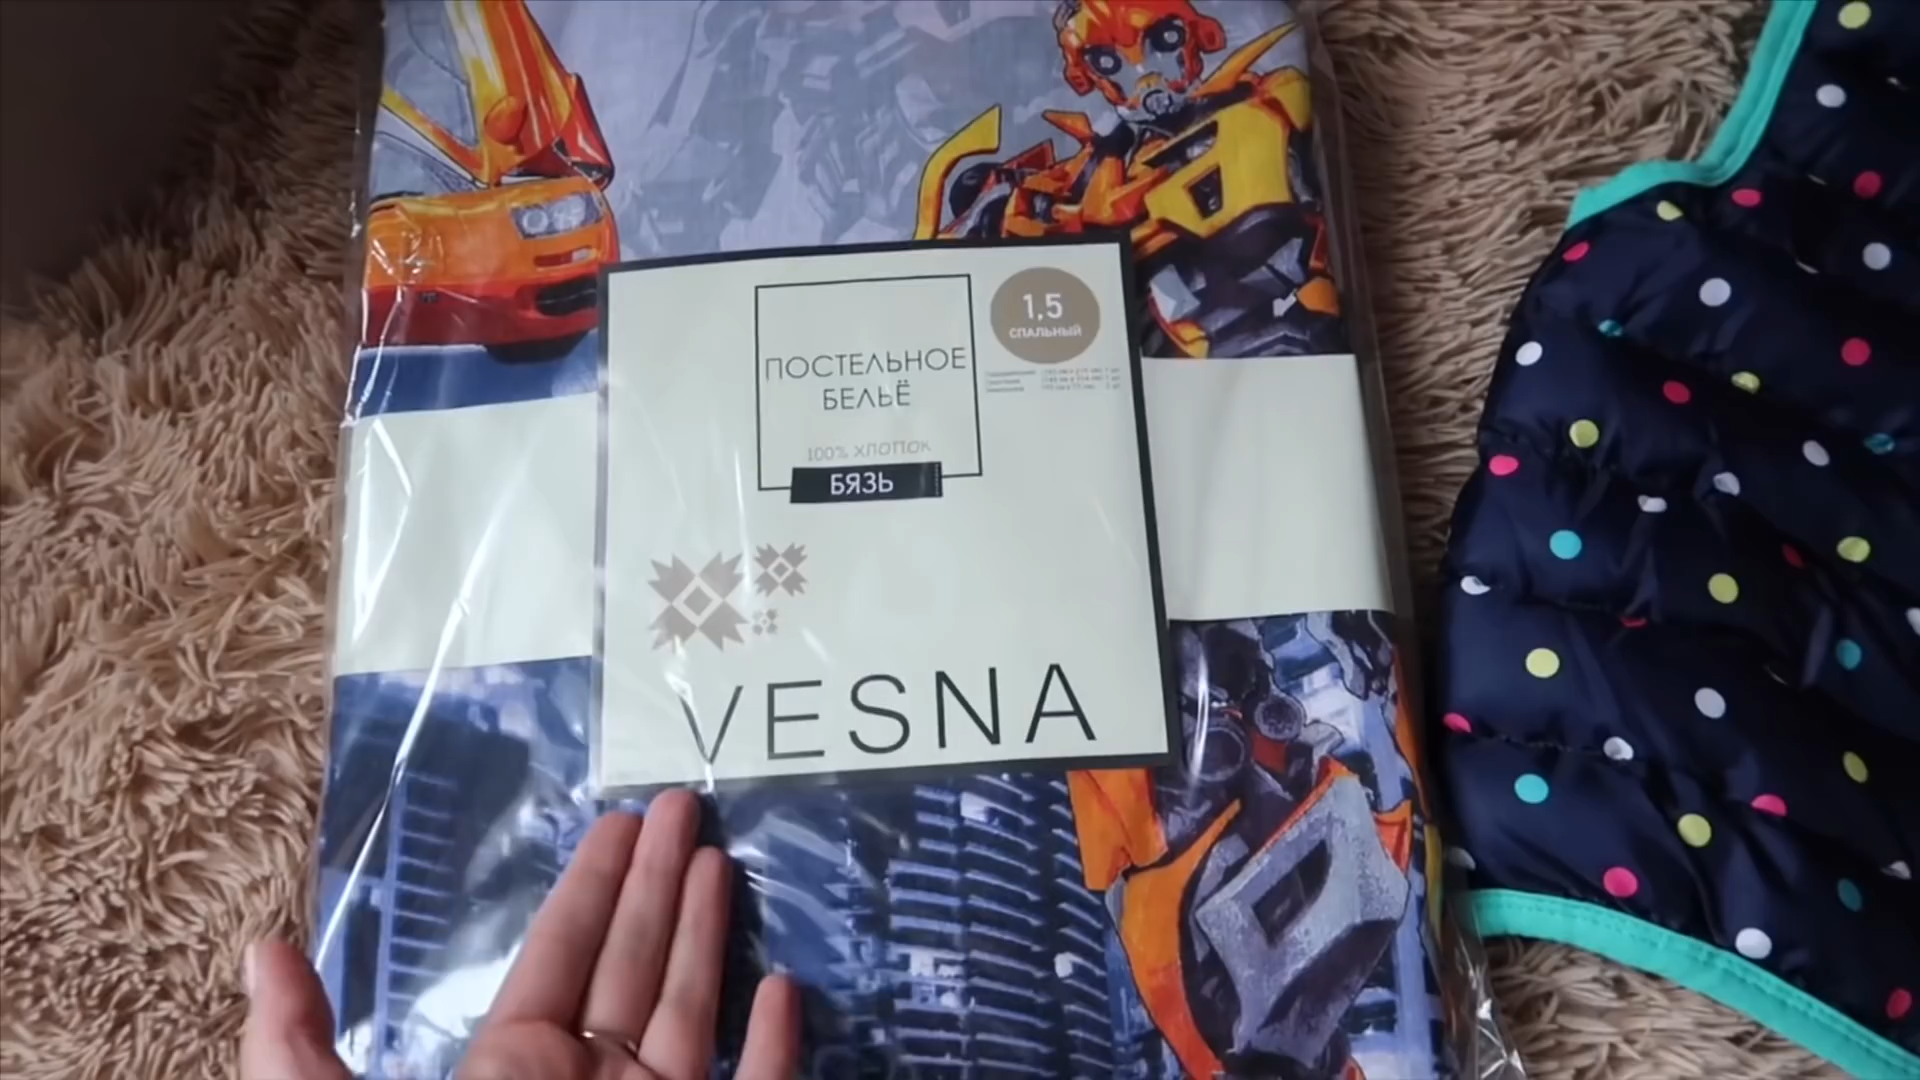 1,5
СПАЛЬНЫЙ
ПОСТЕЛЬНОЕ
БЕЛЬЁ
100% ХЛОПОК
БЯЗЬ
VESNA